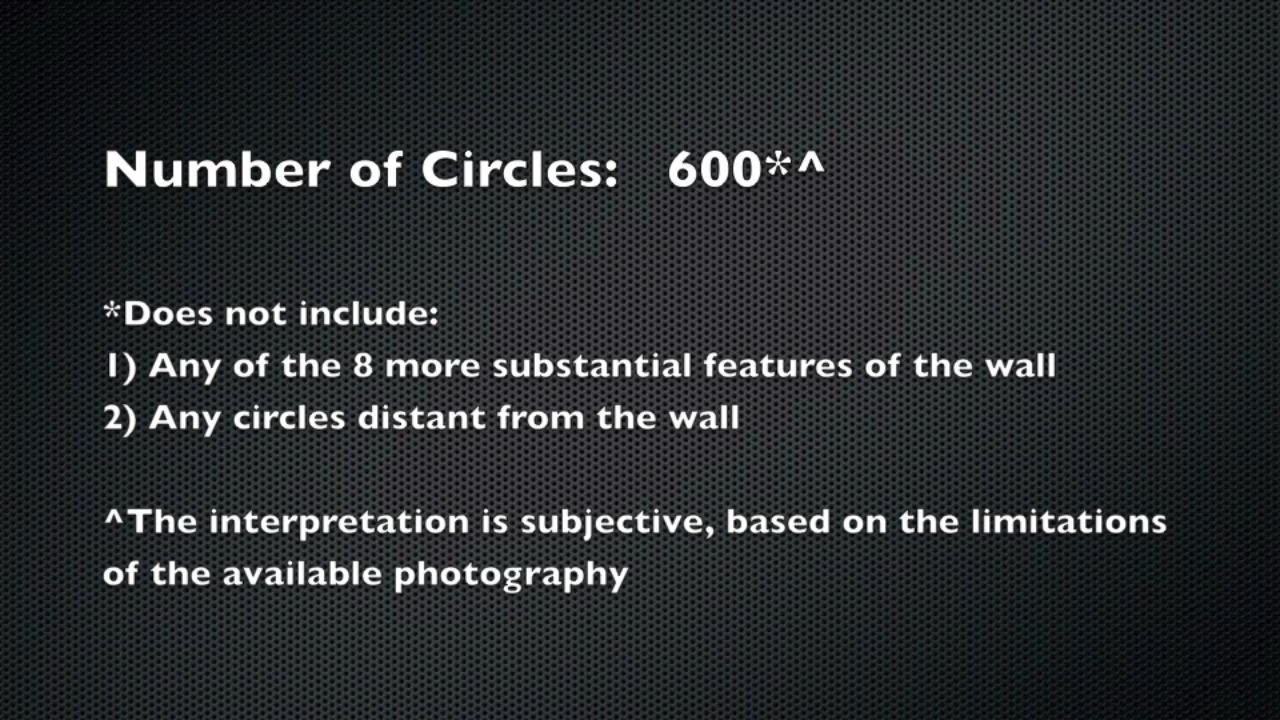 Number of Circles: 600*^
*Does not include:
1) Any of the 8 more substantial features of the wall
2) Any circles distant from the wall
^The interpretation is subjective, based on the limitations
of the available photography